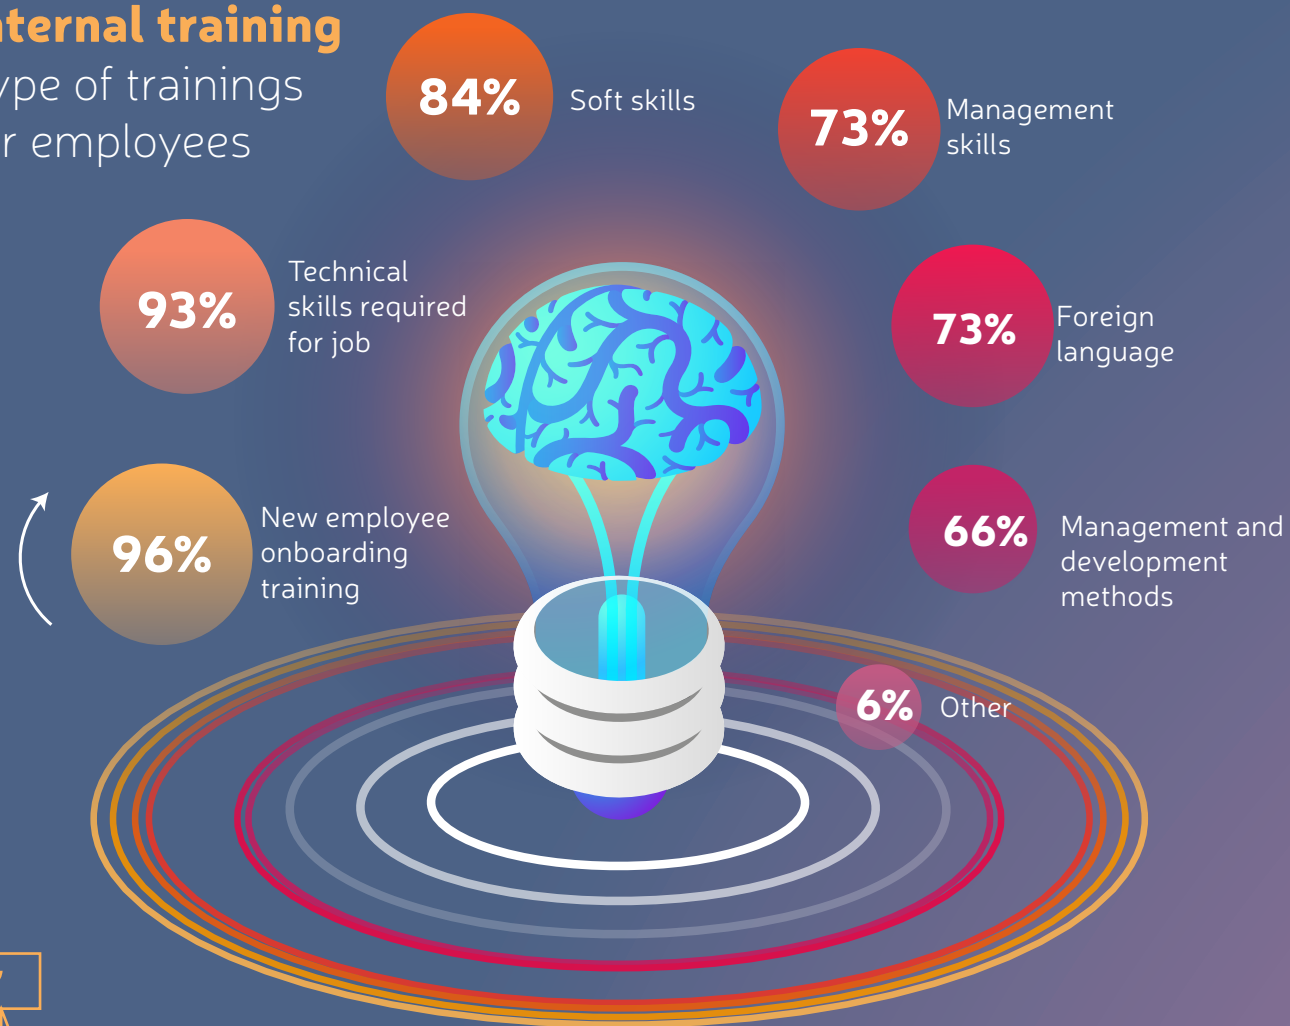 nternal training
ype of trainings
r employees
84%
Soft skills
73%
Management
skills
93%
Technical
skills required
for job
73%
Foreign
language
96%
New employee
onboarding
training
66%
Management and
development
methods
6%
Other